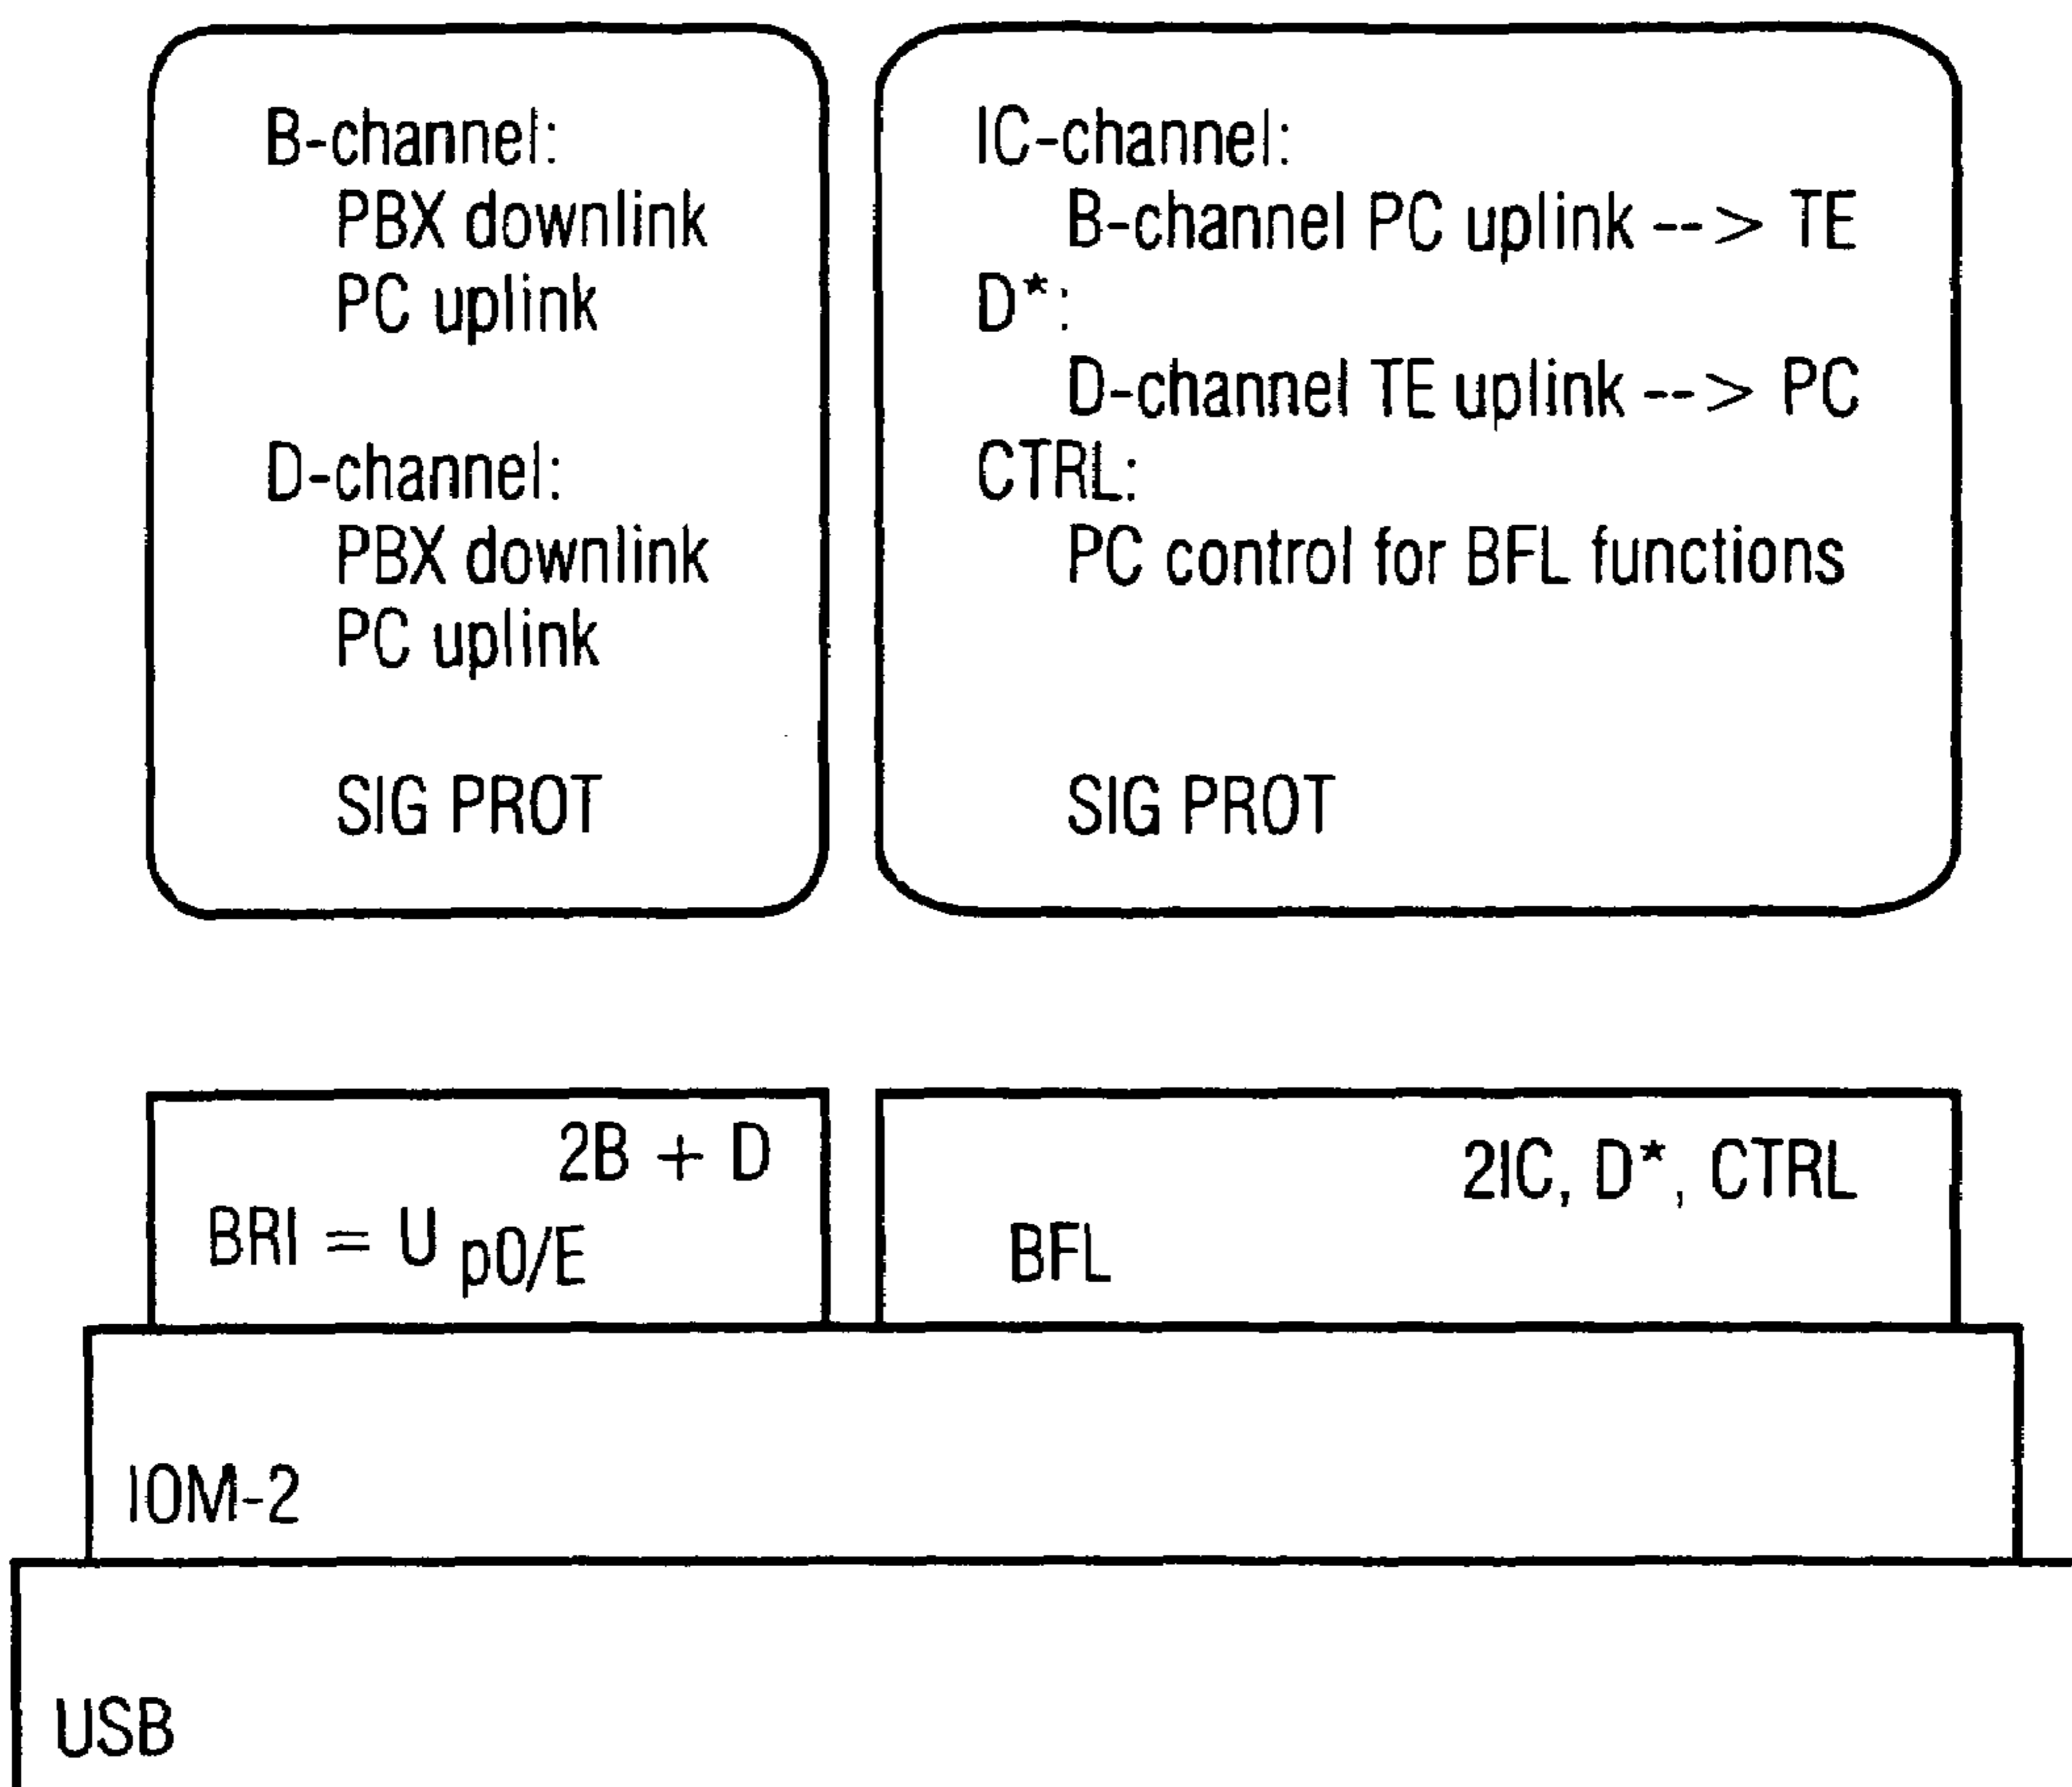 B-channel:
PBX downlink
PC uplink
D-channel:
PBX downlink
PC uplink
SIG PROT
IC-channel:
B-channel PC uplink --> TE
D*:
D-channel TE uplink --> PC
CTRL:
PC control for BFL functions
SIG PROT
2B + D
BRI = U p0/E
2IC, D*, CTRL
BFL
IOM-2
USB